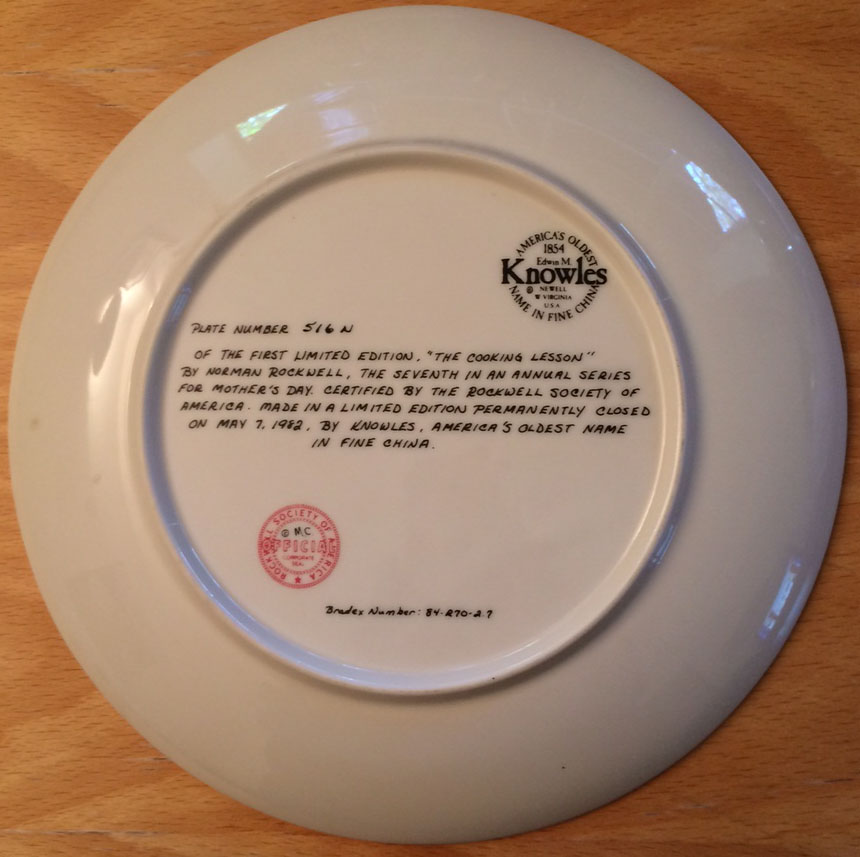 AMERICA'S OLDEST
1854
Edwin M.
Knowles
©
NEWELL
W VIRGINIA
U.S.A.
NAME IN FINE CHINA
PLATE NUMBER 516 N
OF THE FIRST LIMITED EDITION, "THE COOKING LESSON"
BY NORMAN ROCKWELL, THE SEVENTH IN AN ANNUAL SERIES
FOR MOTHER'S DAY. CERTIFIED BY THE ROCKWELL SOCIETY OF
AMERICA. MADE IN A LIMITED EDITION PERMANENTLY CLOSED
ON MAY 7, 1982, BY KNOWLES, AMERICA'S OLDEST NAME
IN FINE CHINA.
ROCKWELL SOCIETY OF AMERICA
© MC
OFFICIAL
CORPORATE
SEAL
Bradex Number: 84-R70-2.7